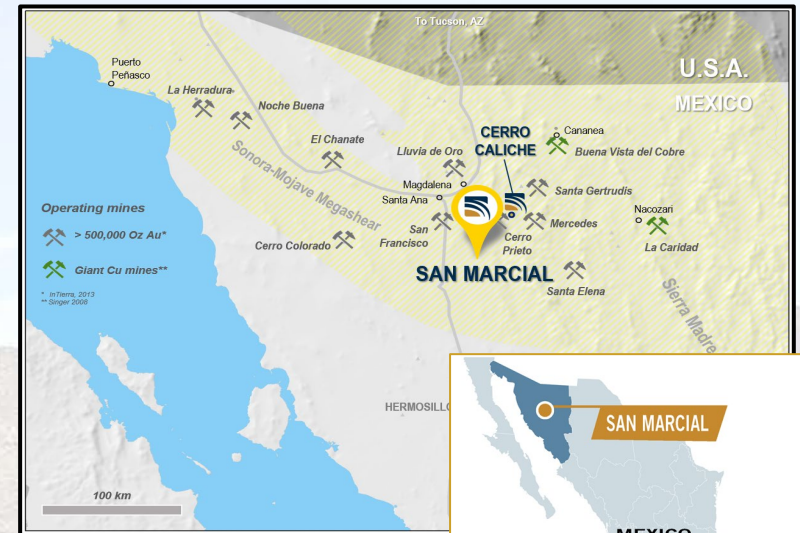 To Tucson, AZ
U.S.A.
MEXICO
Puerto
Peñasco
La Herradura
Noche Buena
El Chanate
Lluvia de Oro
CERRO
CALICHE
Cananea
Buena Vista del Cobre
Sonora-Mojave Megashear
Magdalena
Santa Ana
Santa Gertrudis
San
Francisco
Cerro
Prieto
Mercedes
Nacozari
La Caridad
Cerro Colorado
SAN MARCIAL
Santa Elena
Sierra Madre
Operating mines
> 500,000 Oz Au*
Giant Cu mines**
* InTierra, 2013
** Singer 2008
HERMOSILLO
100 km
SAN MARCIAL
MEXICO